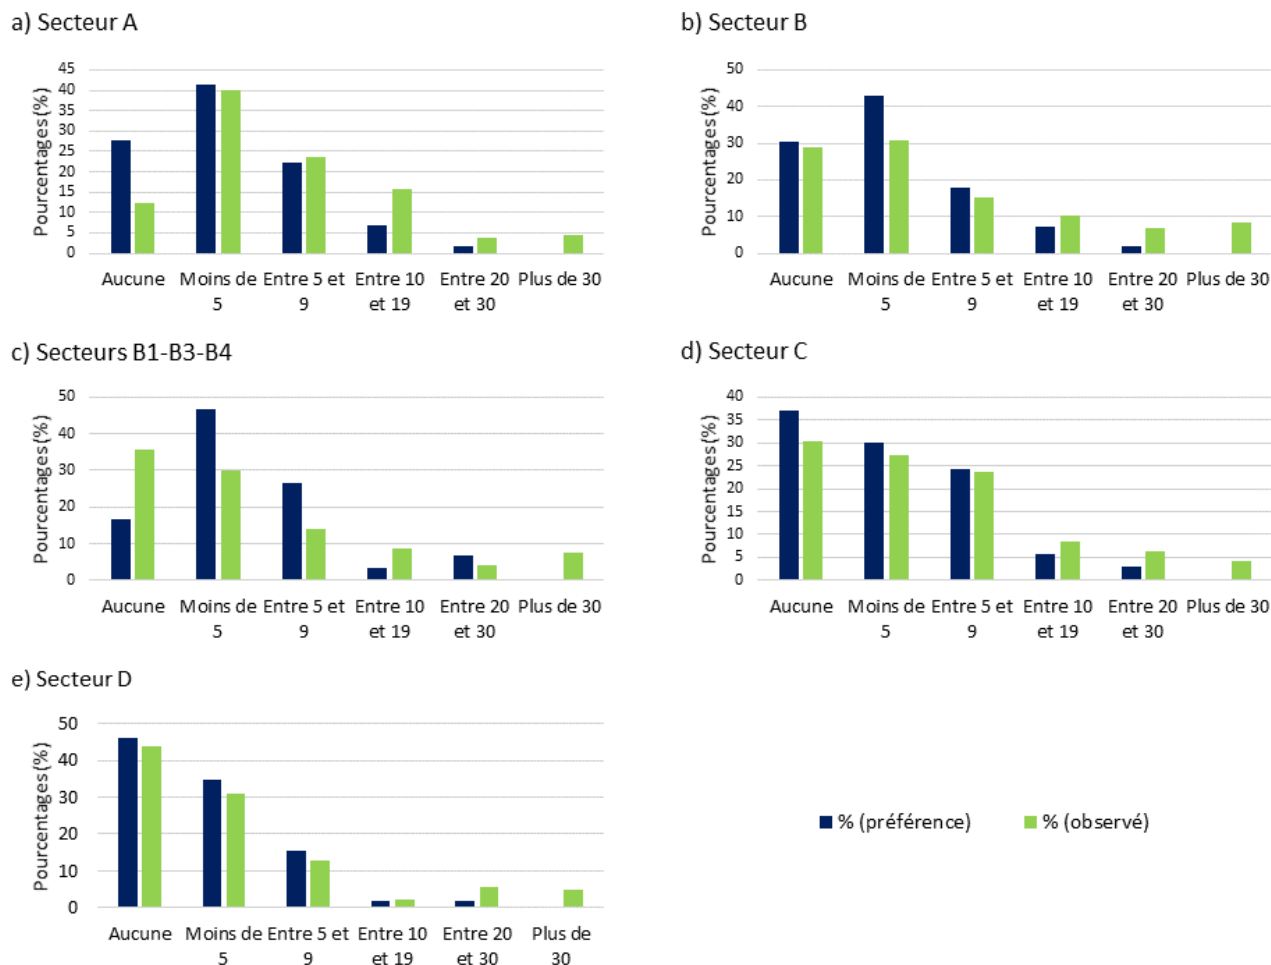 a) Secteur A
Pourcentages (%)
45
40
35
30
25
20
15
10
5
0
Aucune
Moins de 5
Entre 5 et 9
Entre 10 et 19
Entre 20 et 30
Plus de 30
b) Secteur B
Pourcentages (%)
50
40
30
20
10
0
Aucune
Moins de 5
Entre 5 et 9
Entre 10 et 19
Entre 20 et 30
Plus de 30
c) Secteurs B1-B3-B4
Pourcentages (%)
50
40
30
20
10
0
Aucune
Moins de 5
Entre 5 et 9
Entre 10 et 19
Entre 20 et 30
Plus de 30
d) Secteur C
Pourcentages (%)
40
35
30
25
20
15
10
5
0
Aucune
Moins de 5
Entre 5 et 9
Entre 10 et 19
Entre 20 et 30
Plus de 30
e) Secteur D
Pourcentages (%)
50
40
30
20
10
0
Aucune
Moins de 5
Entre 5 et 9
Entre 10 et 19
Entre 20 et 30
Plus de 30
% (préférence)
% (observé)